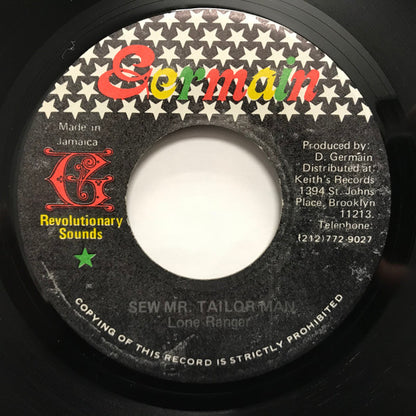 Germain
Made in
Jamaica
G
Revolutionary
Sounds
Produced by:
D. Germain
Distributed at:
Keith's Records
1394 St. Johns
Place, Brooklyn
11213.
Telephone:
(212)772-9027
SEW MR. TAILOR MAN
Lone Ranger
COPYING OF THIS RECORD IS STRICTLY PROHIBITED